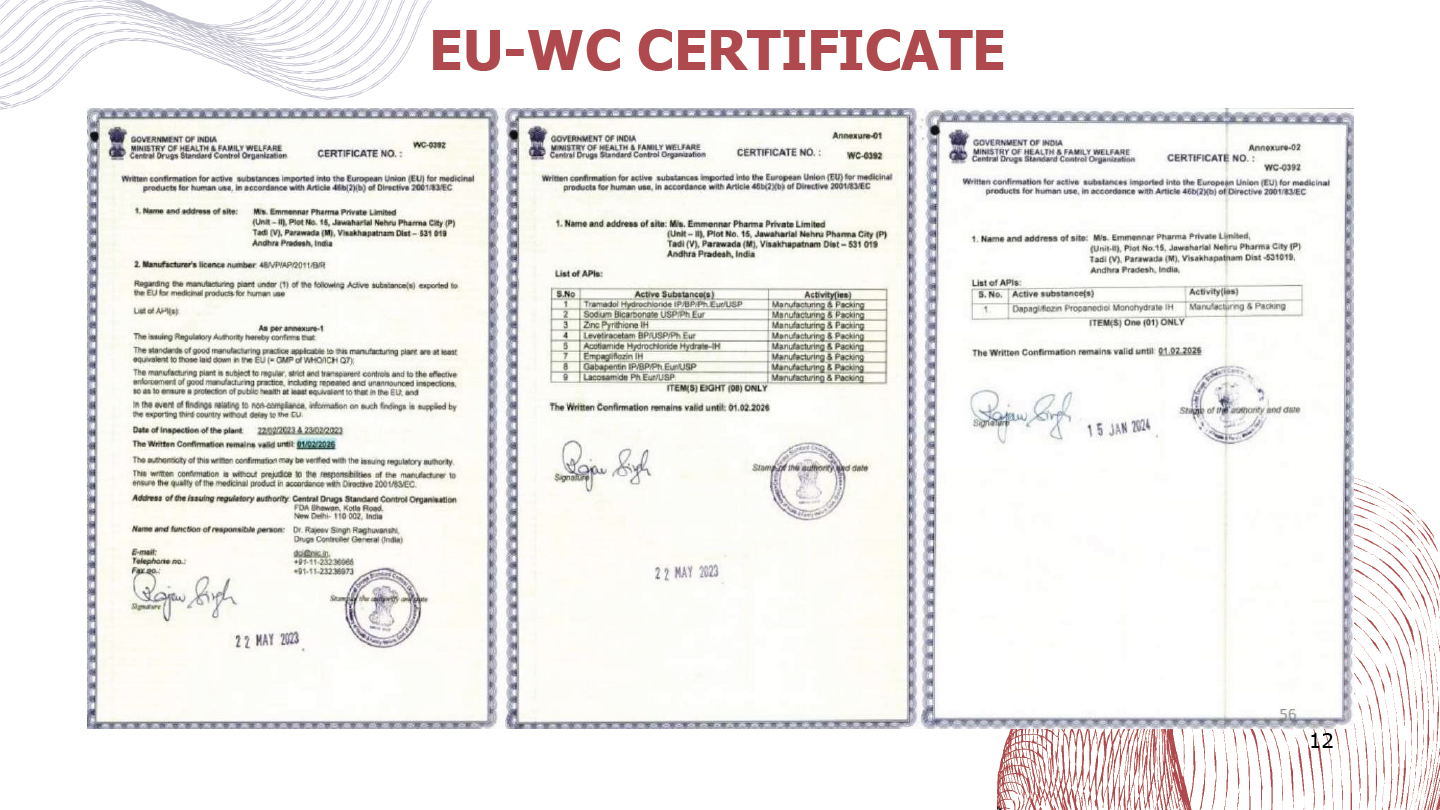 EU-WC CERTIFICATE
GOVERNMENT OF INDIA
MINISTRY OF HEALTH & FAMILY WELFARE
Central Drugs Standard Control Organization
CERTIFICATE NO. :
WC-0392
Written confirmation for active substances imported into the European Union (EU) for medicinal
products for human use, in accordance with Article 46b(2)(b) of Directive 2001/83/EC
1. Name and address of site: M/s. Emmennar Pharma Private Limited
(Unit – II), Plot No. 15, Jawaharlal Nehru Pharma City (P)
Tadi (V), Parawada (M), Visakhapatnam Dist – 531 019
Andhra Pradesh, India
2. Manufacturer's licence number: 48/VP/AP/2011/B/R
Regarding the manufacturing plant under (1) of the following Active substance(s) exported to
the EU for medicinal products for human use
List of API(s):
As per annexure-1
The issuing Regulatory Authority hereby confirms that:
The standards of good manufacturing practice applicable to this manufacturing plant are at least
equivalent to those laid down in the EU (= GMP of WHO/ICH Q7);
The manufacturing plant is subject to regular, strict and transparent controls and to the effective
enforcement of good manufacturing practice, including repeated and unannounced inspections,
so as to ensure a protection of public health at least equivalent to that in the EU; and
In the event of findings relating to non-compliance, information on such findings is supplied by
the exporting third country without delay to the EU.
Date of Inspection of the plant: 22/02/2023 & 23/02/2023
The Written Confirmation remains valid until: 01/02/2026
The authenticity of this written confirmation may be verified with the issuing regulatory authority.
This written confirmation is without prejudice to the responsibilities of the manufacturer to
ensure the quality of the medicinal product in accordance with Directive 2001/83/EC.
Address of the issuing regulatory authority: Central Drugs Standard Control Organisation
FDA Bhawan, Kotla Road,
New Delhi- 110 002, India
Name and function of responsible person: Dr. Rajeev Singh Raghuvanshi,
Drugs Controller General (India)
E-mail: dci@nic.in,
Telephone no.: +91-11-23236965
Fax no.: +91-11-23236973
Signature
Stamp of the authority and date
22 MAY 2023
GOVERNMENT OF INDIA
MINISTRY OF HEALTH & FAMILY WELFARE
Central Drugs Standard Control Organization
CERTIFICATE NO. :
Annexure-01
WC-0392
Written confirmation for active substances imported into the European Union (EU) for medicinal
products for human use, in accordance with Article 46b(2)(b) of Directive 2001/83/EC
1. Name and address of site: M/s. Emmennar Pharma Private Limited
(Unit – II), Plot No. 15, Jawaharlal Nehru Pharma City (P)
Tadi (V), Parawada (M), Visakhapatnam Dist – 531 019
Andhra Pradesh, India
List of APIs:
S.No Active Substance(s) Activity(ies)
1 Tramadol Hydrochloride IP/BP/Ph.Eur/USP Manufacturing & Packing
2 Sodium Bicarbonate USP/Ph.Eur Manufacturing & Packing
3 Zinc Pyrithione IH Manufacturing & Packing
4 Levetiracetam BP/USP/Ph.Eur Manufacturing & Packing
5 Acotiamide Hydrochloride Hydrate-IH Manufacturing & Packing
7 Empagliflozin IH Manufacturing & Packing
8 Gabapentin IP/BP/Ph.Eur/USP Manufacturing & Packing
9 Lacosamide Ph.Eur/USP Manufacturing & Packing
ITEM(S) EIGHT (08) ONLY
The Written Confirmation remains valid until: 01.02.2026
Signature
Stamp of the authority and date
22 MAY 2023
GOVERNMENT OF INDIA
MINISTRY OF HEALTH & FAMILY WELFARE
Central Drugs Standard Control Organization
Annexure-02
CERTIFICATE NO. :
WC-0392
Written confirmation for active substances imported into the European Union (EU) for medicinal
products for human use, in accordance with Article 46b(2)(b) of Directive 2001/83/EC
1. Name and address of site: M/s. Emmennar Pharma Private Limited,
(Unit-II), Plot No.15, Jawaharlal Nehru Pharma City (P)
Tadi (V), Parawada (M), Visakhapatnam Dist -531019,
Andhra Pradesh, India,
List of APIs:
S. No. Active substance(s) Activity(ies)
1. Dapagliflozin Propanediol Monohydrate IH Manufacturing & Packing
ITEM(S) One (01) ONLY
The Written Confirmation remains valid until: 01.02.2026
Signature
15 JAN 2024
Stamp of the authority and date
56
12